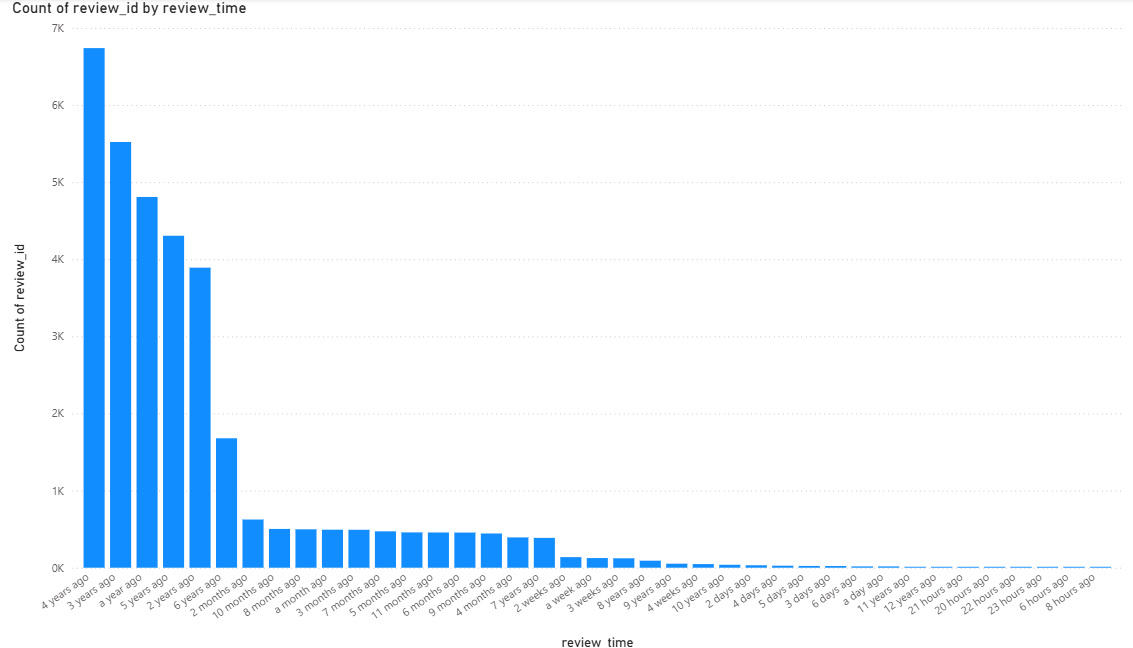 Count of review_id by review_time
7K
6K
5K
4K
3K
2K
1K
0K
Count of review_id
4 years ago
3 years ago
a year ago
5 years ago
2 years ago
6 years ago
2 months ago
10 months ago
8 months ago
a month ago
3 months ago
7 months ago
5 months ago
11 months ago
6 months ago
9 months ago
4 months ago
7 years ago
2 weeks ago
a week ago
3 weeks ago
8 years ago
9 years ago
4 weeks ago
10 years ago
2 days ago
4 days ago
5 days ago
3 days ago
6 days ago
a day ago
11 years ago
12 years ago
21 hours ago
20 hours ago
22 hours ago
23 hours ago
6 hours ago
8 hours ago
review_time